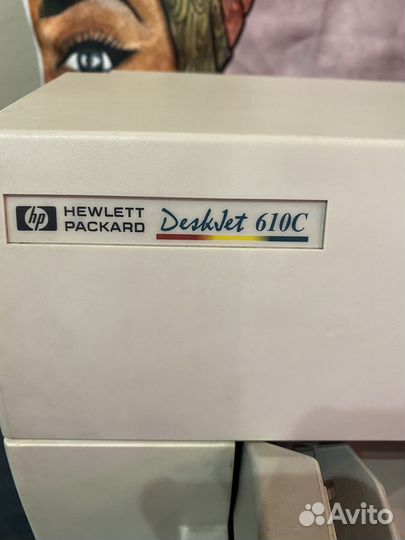 hp HEWLETT
PACKARD DeskJet 610C
Avito